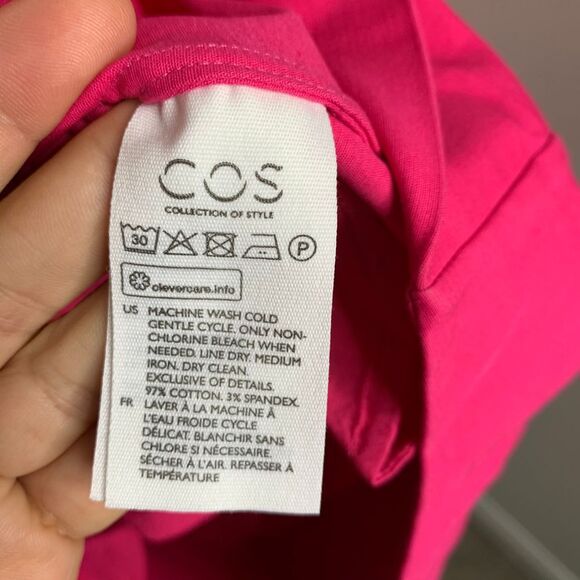 COS
COLLECTION OF STYLE
30 P
clevercare.info
US MACHINE WASH COLD
GENTLE CYCLE. ONLY NON-
CHLORINE BLEACH WHEN
NEEDED. LINE DRY. MEDIUM
IRON. DRY CLEAN.
EXCLUSIVE OF DETAILS.
97% COTTON. 3% SPANDEX.
FR LAVER À LA MACHINE À
L'EAU FROIDE CYCLE
DÉLICAT. BLANCHIR SANS
CHLORE SI NÉCESSAIRE.
SÉCHER À L'AIR. REPASSER À
TEMPÉRATURE